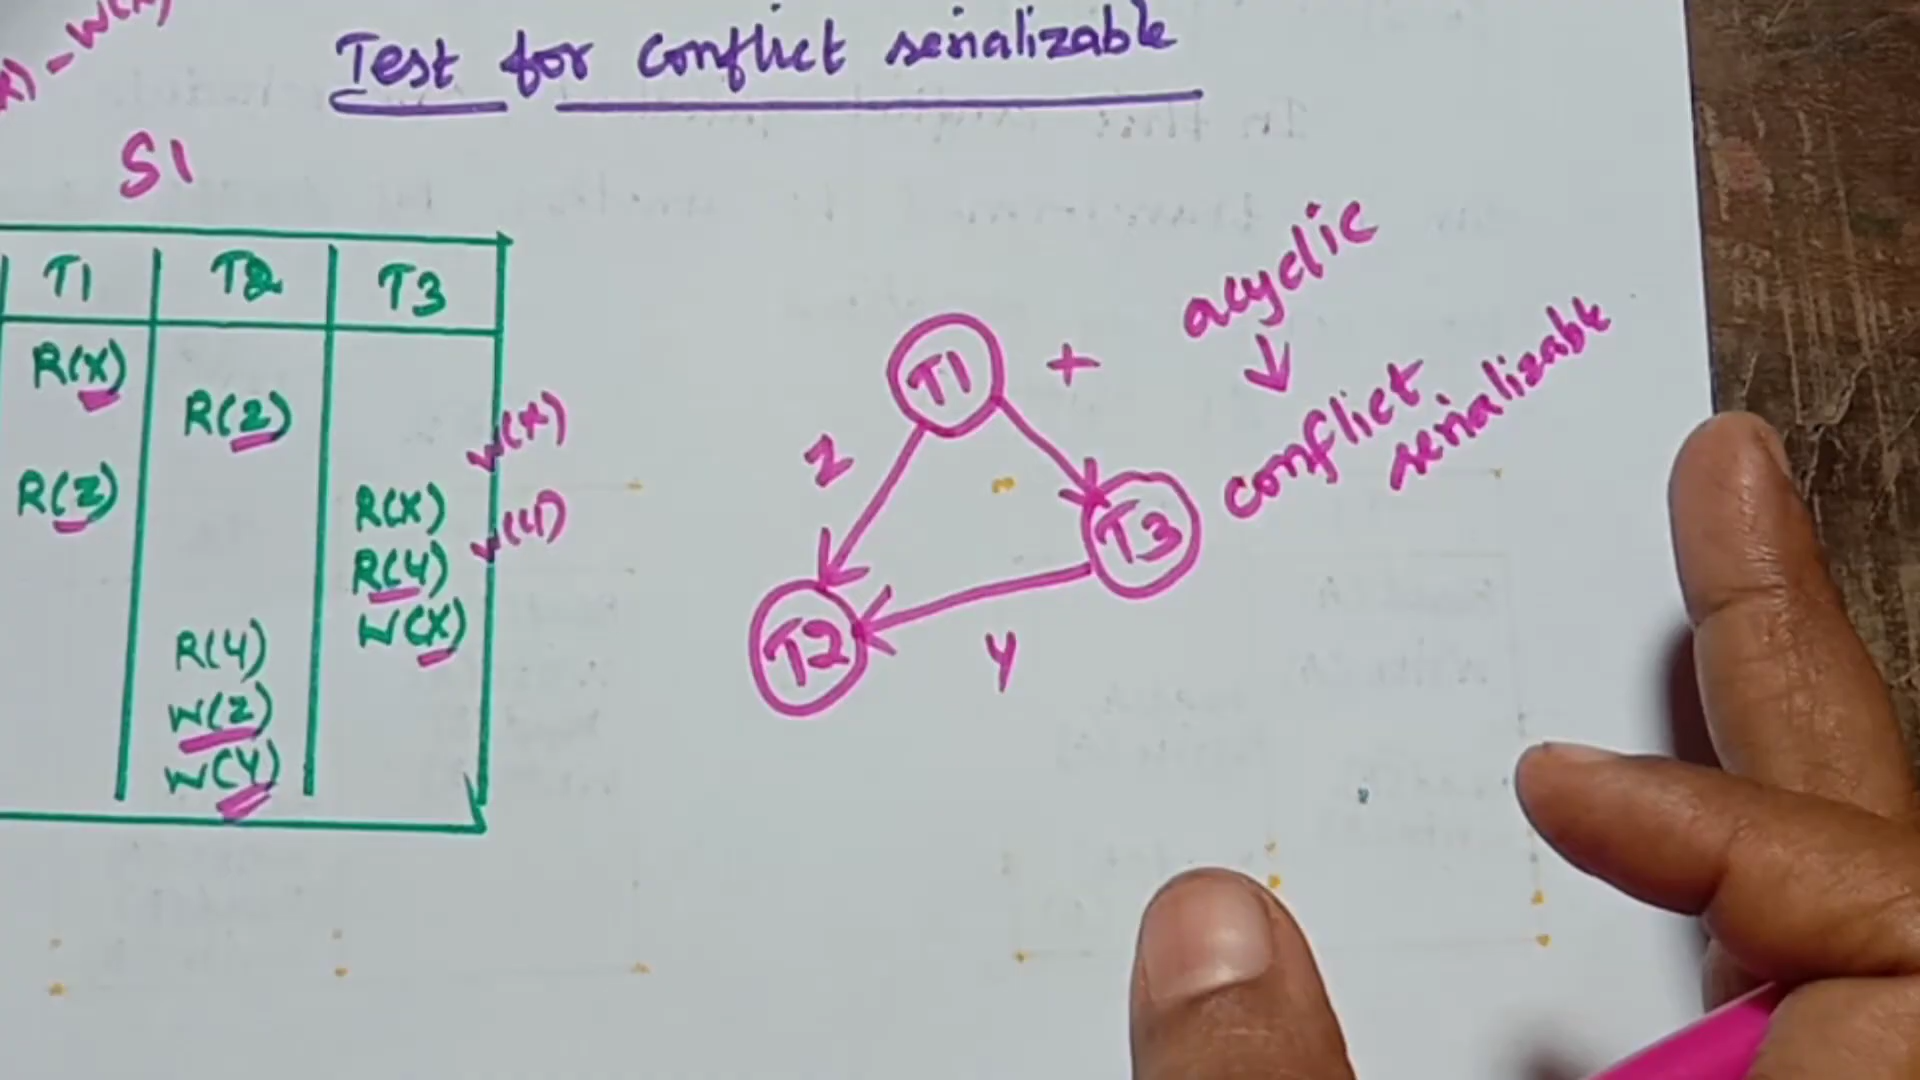 Test for conflict serializable
S1
T1 T2 T3
R(X)
R(Z)
W(X)
R(Z) R(X)
W(Y)
R(Y)
W(X)
R(Y)
W(Z)
W(Y)
acyclic
conflict
serializable
T1
Z
T3
T2
Y